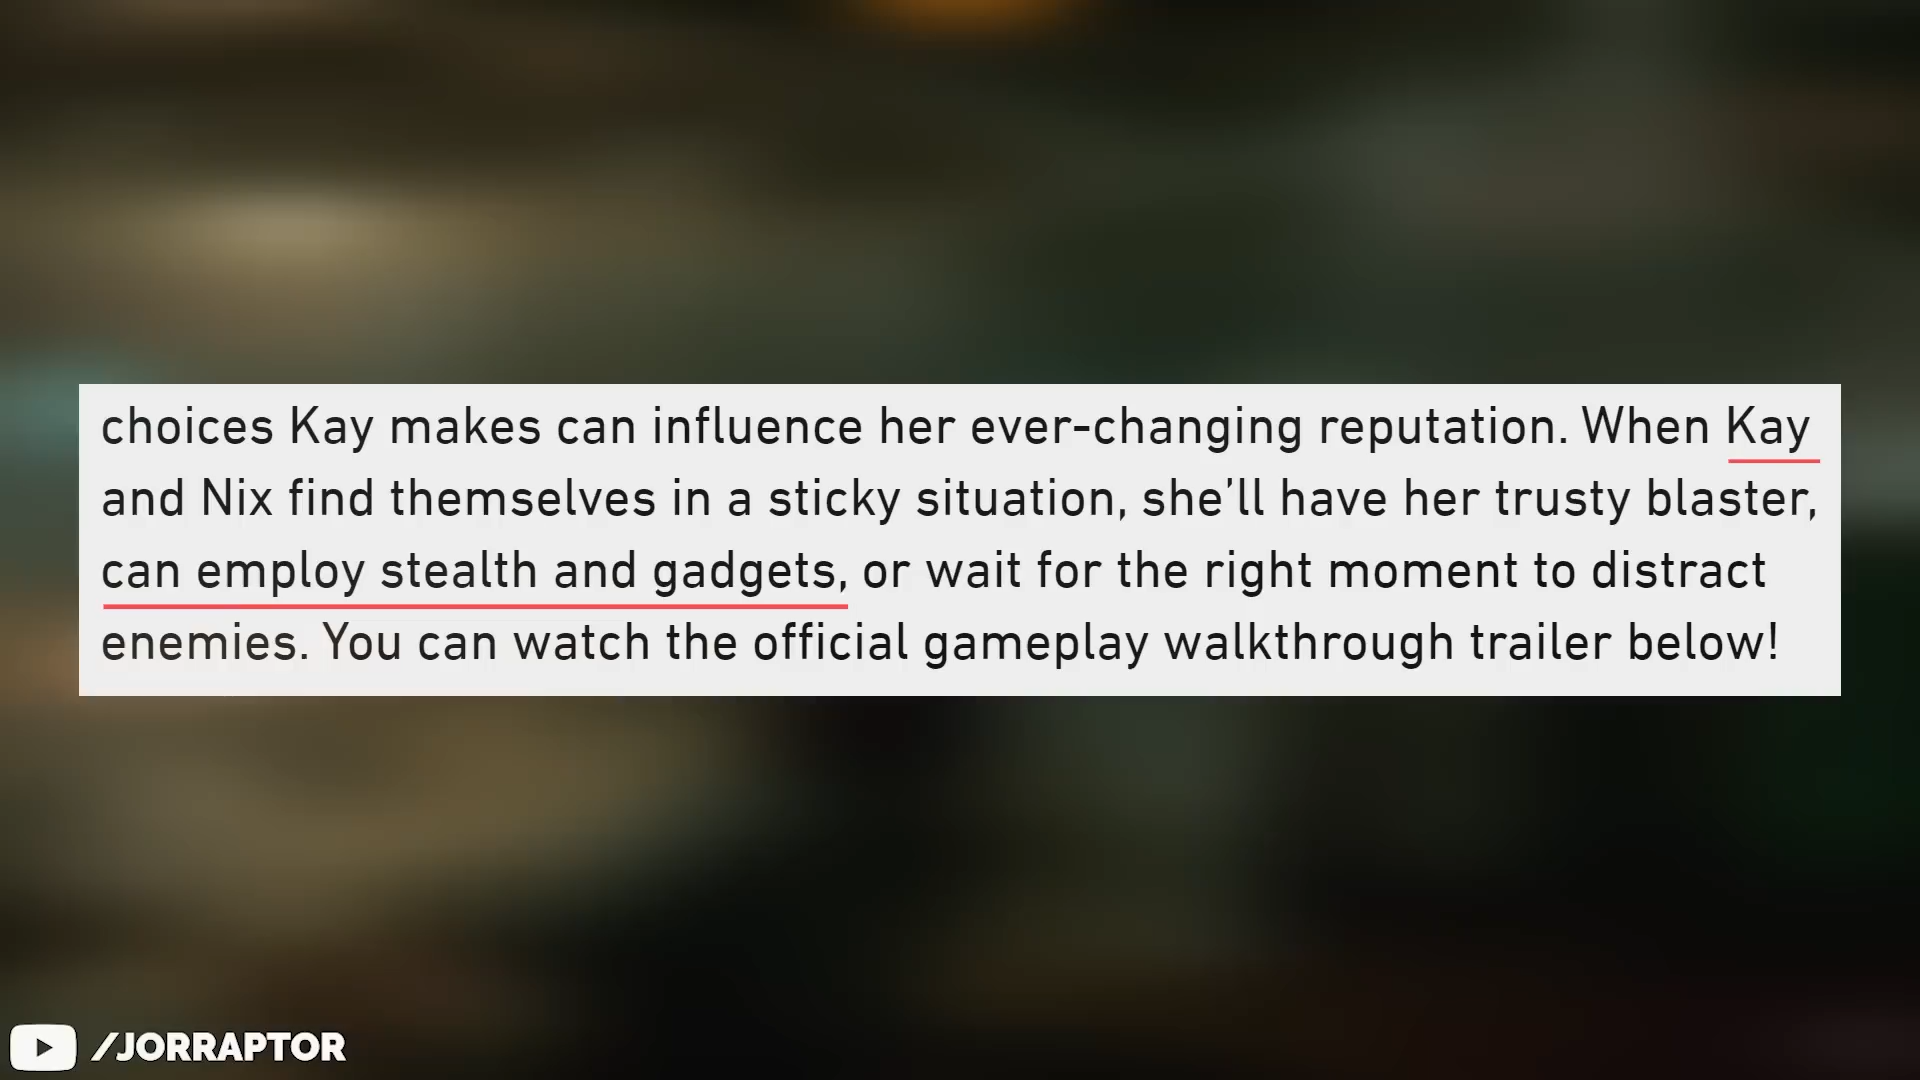 choices Kay makes can influence her ever-changing reputation. When Kay
and Nix find themselves in a sticky situation, she’ll have her trusty blaster,
can employ stealth and gadgets, or wait for the right moment to distract
enemies. You can watch the official gameplay walkthrough trailer below!
/JORRAPTOR